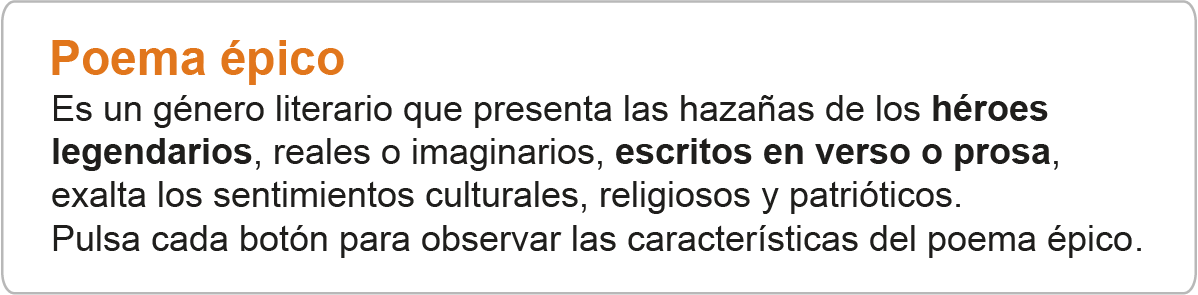 Poema épico
Es un género literario que presenta las hazañas de los héroes
legendarios, reales o imaginarios, escritos en verso o prosa,
exalta los sentimientos culturales, religiosos y patrióticos.
Pulsa cada botón para observar las características del poema épico.